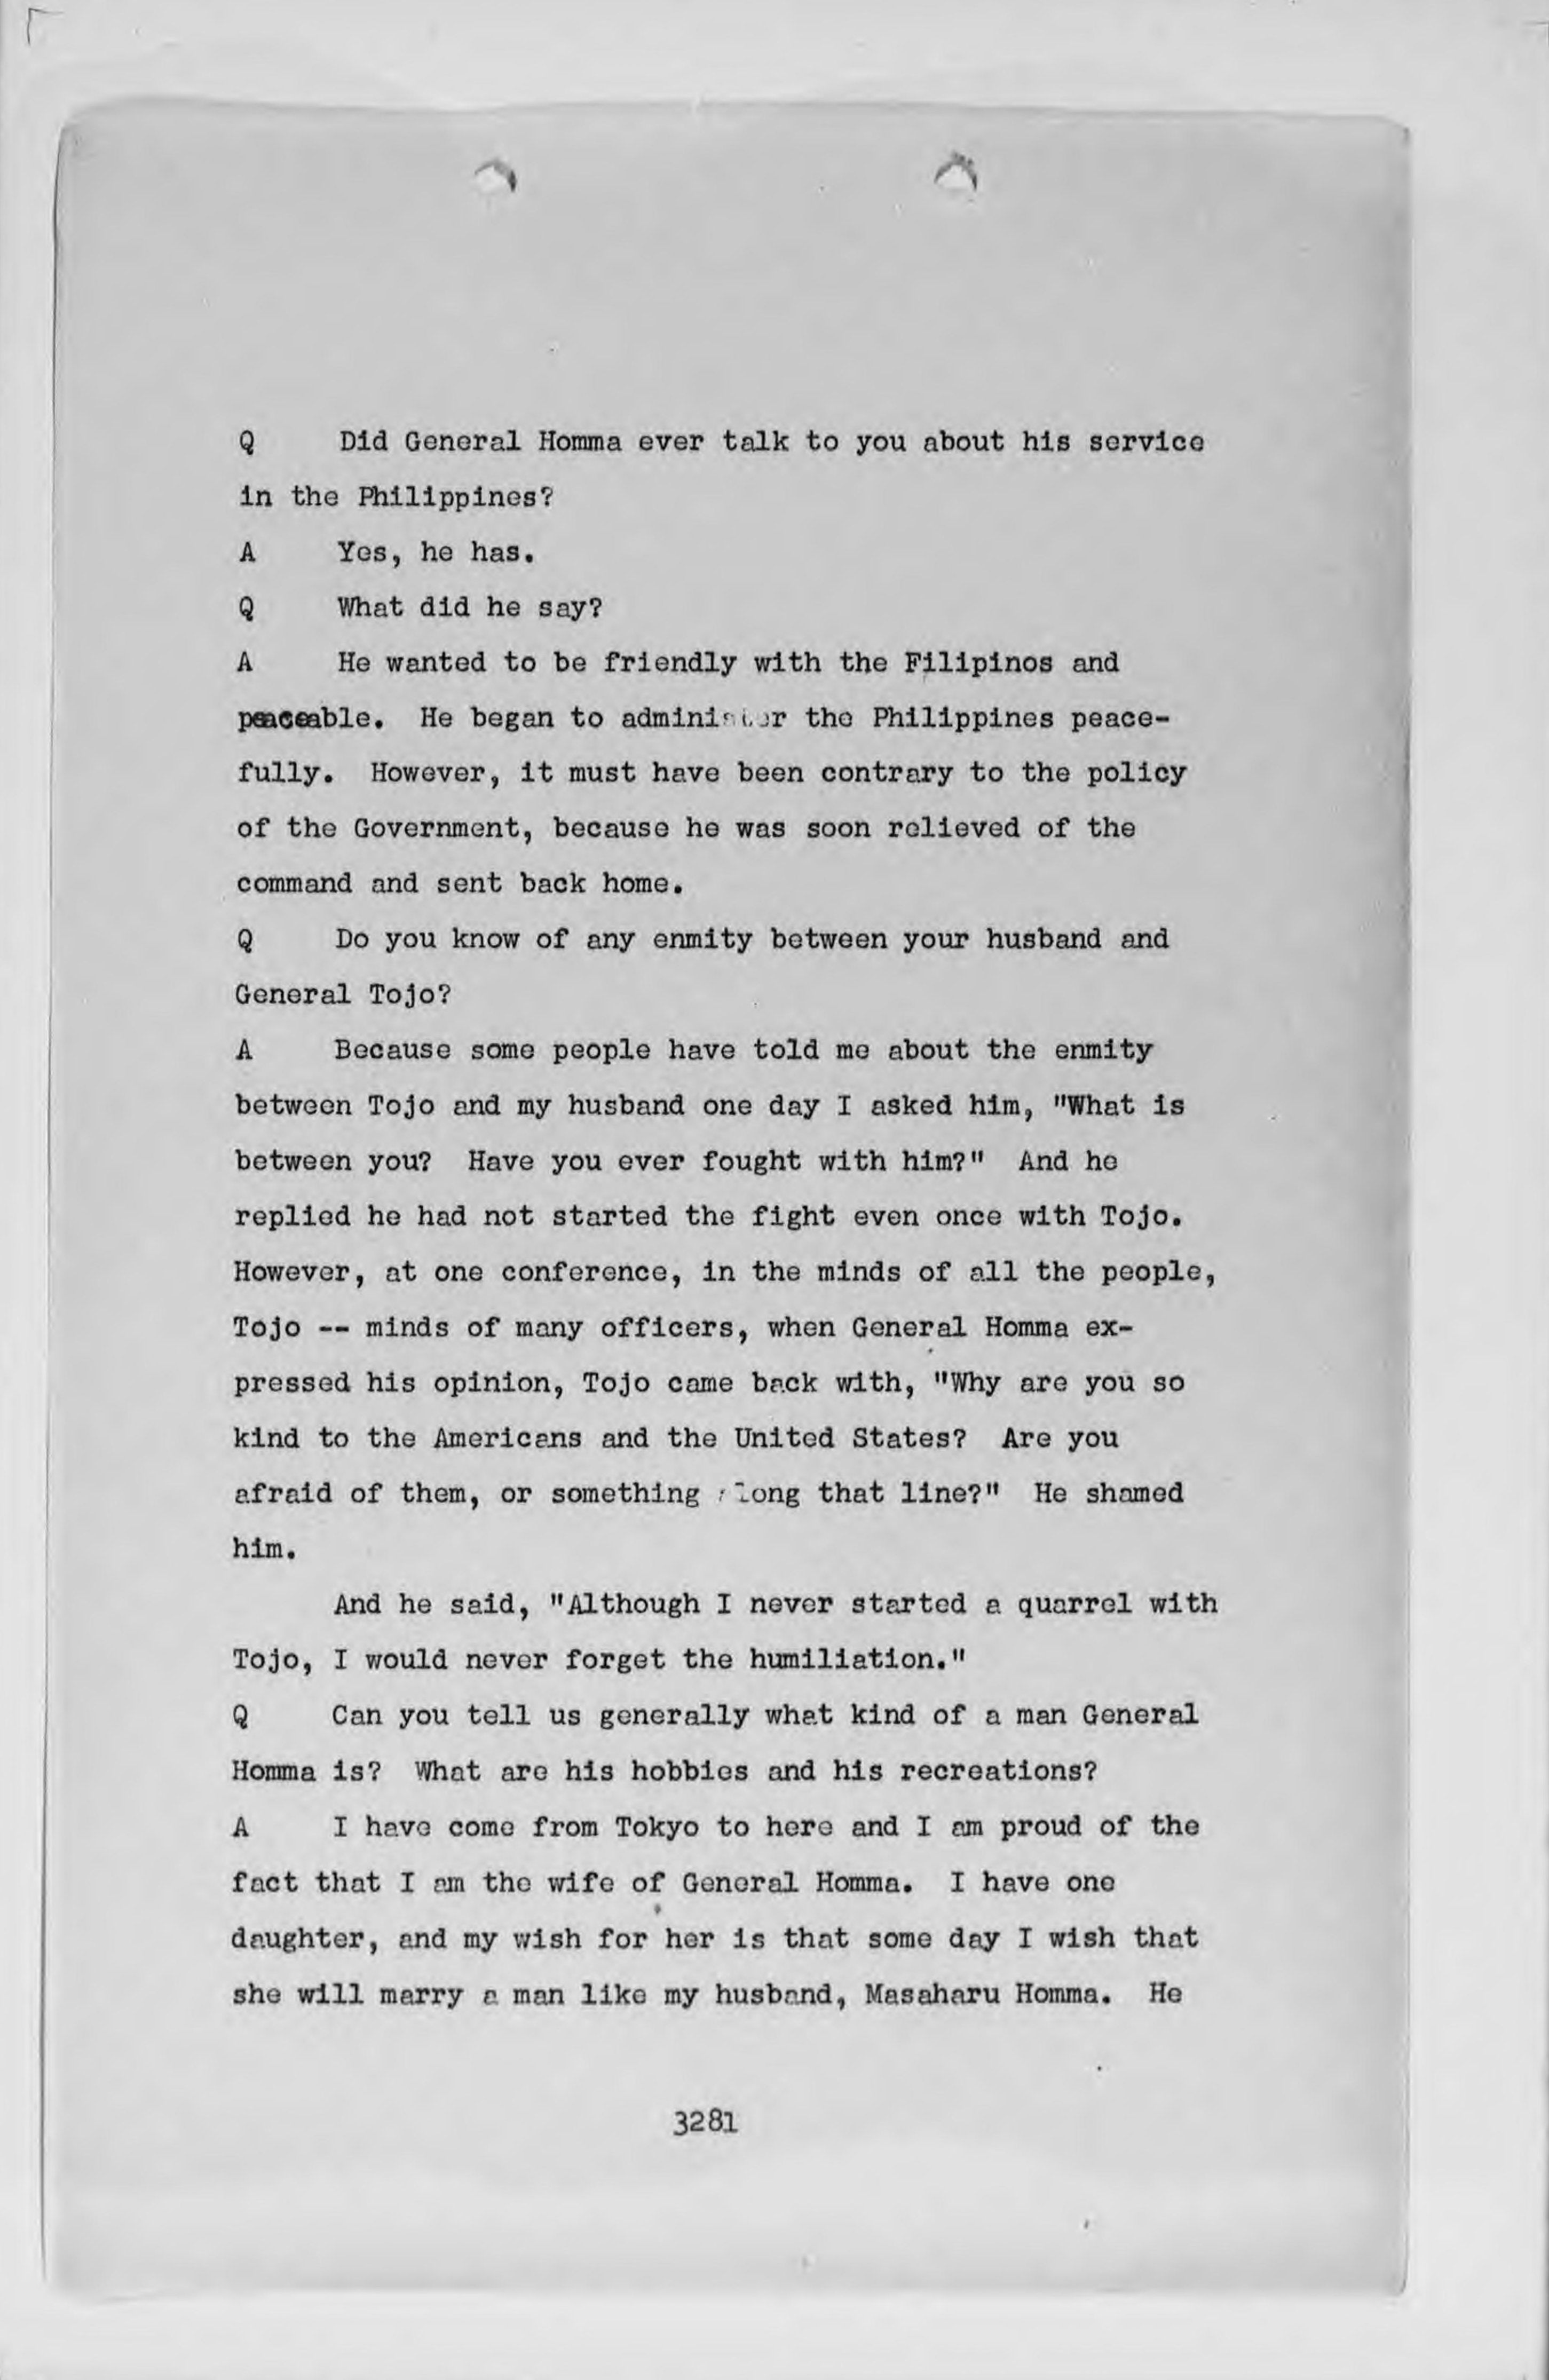 Q Did General Homma ever talk to you about his service
in the Philippines?
A Yes, he has.
Q What did he say?
A He wanted to be friendly with the Filipinos and
peaceable. He began to administer the Philippines peace-
fully. However, it must have been contrary to the policy
of the Government, because he was soon relieved of the
command and sent back home.
Q Do you know of any enmity between your husband and
General Tojo?
A Because some people have told me about the enmity
between Tojo and my husband one day I asked him, "What is
between you? Have you ever fought with him?" And he
replied he had not started the fight even once with Tojo.
However, at one conference, in the minds of all the people,
Tojo -- minds of many officers, when General Homma ex-
pressed his opinion, Tojo came back with, "Why are you so
kind to the Americans and the United States? Are you
afraid of them, or something along that line?" He shamed
him.
And he said, "Although I never started a quarrel with
Tojo, I would never forget the humiliation."
Q Can you tell us generally what kind of a man General
Homma is? What are his hobbies and his recreations?
A I have come from Tokyo to here and I am proud of the
fact that I am the wife of General Homma. I have one
daughter, and my wish for her is that some day I wish that
she will marry a man like my husband, Masaharu Homma. He
3281